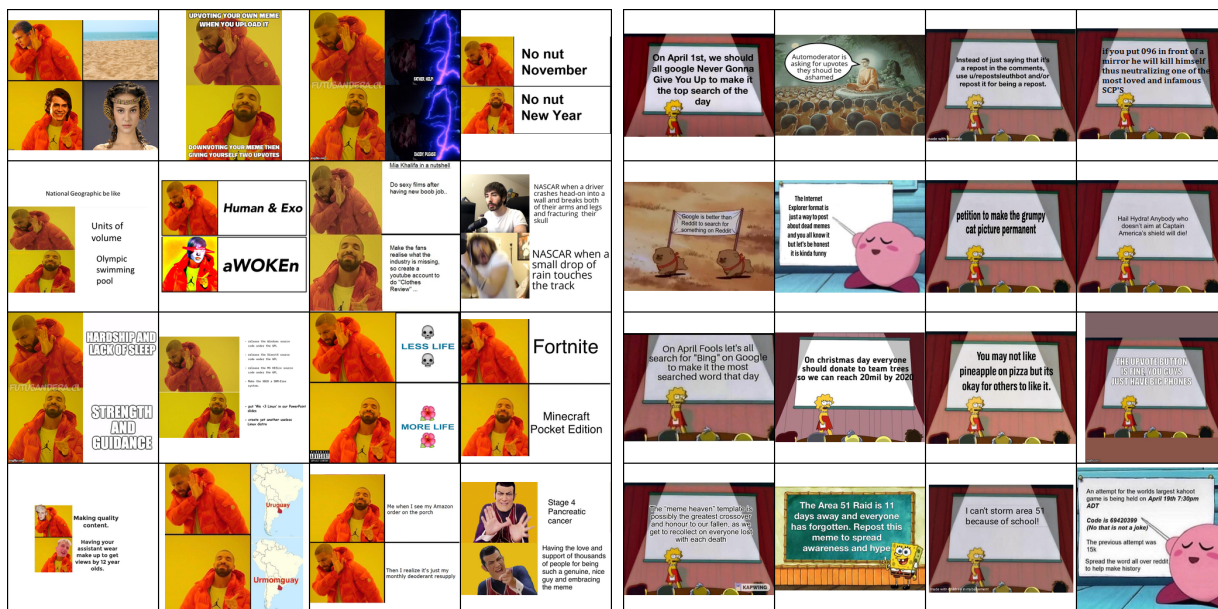 UPVOTING YOUR OWN MEME
WHEN YOU UPLOAD IT
DOWNVOTING YOUR MEME THEN
GIVING YOURSELF TWO UPVOTES
FATHER, HELP
DADDY, PLEASE
No nut
November
No nut
New Year
National Geographic be like
Units of
volume
Olympic
swimming
pool
Human & Exo
aWOKEn
Mia Khalifa in a nutshell
Do sexy films after
having new boob job..
Make the fans
realise what the
industry is missing,
so create a
youtube account to
do "Clothes
Review" ...
NASCAR when a driver
crashes head-on into a
wall and breaks both
of their arms and legs
and fracturing their
skull
NASCAR when a
small drop of
rain touches
the track
HARDSHIP AND
LACK OF SLEEP
STRENGTH
AND
GUIDANCE
LESS LIFE
MORE LIFE
Fortnite
Minecraft
Pocket Edition
Making quality
content.
Having your
assistant wear
make up to get
views by 12 year
olds.
Uruguay
Urmomguay
Me when I see my Amazon
order on the porch
Then I realize it's just my
monthly deoderant resupply
Stage 4
Pancreatic
cancer
Having the love and
support of thousands
of people for being
such a genuine, nice
guy and embracing
the meme
On April 1st, we should
all google Never Gonna
Give You Up to make it
the top search of the
day
Automoderator is
asking for upvotes
they shoud be
ashamed
Instead of just saying that it's
a repost in the comments,
use u/repostsleuthbot and/or
repost it for being a repost.
if you put 096 in front of a
mirror he will kill himself
thus neutralizing one of the
most loved and infamous
SCP'S
Google is better than
Reddit to search for
something on Reddit
The Internet
Explorer format is
just a way to post
about dead memes
and you all know it
but let's be honest
it is kinda funny
petition to make the grumpy
cat picture permanent
Hail Hydra! Anybody who
doesn't aim at Captain
America's shield will die!
On April Fools let's all
search for "Bing" on Google
to make it the most
searched word that day
On christmas day everyone
should donate to team trees
so we can reach 20mil by 2020
You may not like
pineapple on pizza but its
okay for others to like it.
THE UPVOTE BUTTON
IS FINE, YOU GUYS
JUST HAVE BIG PHONES
The "meme heaven" template is
possibly the greatest crossover
and honour to our fallen, as we
get to recollect on everyone lost
with each death
KAPWING
The Area 51 Raid is 11
days away and everyone
has forgotten. Repost this
meme to spread
awareness and hype
I can't storm area 51
because of school!
An attempt for the worlds largest kahoot
game is being held on April 19th 7:30pm
ADT
Code is 69420399
(No that is not a joke)
The previous attempt was
15k
Spread the word all over reddit
to help make history